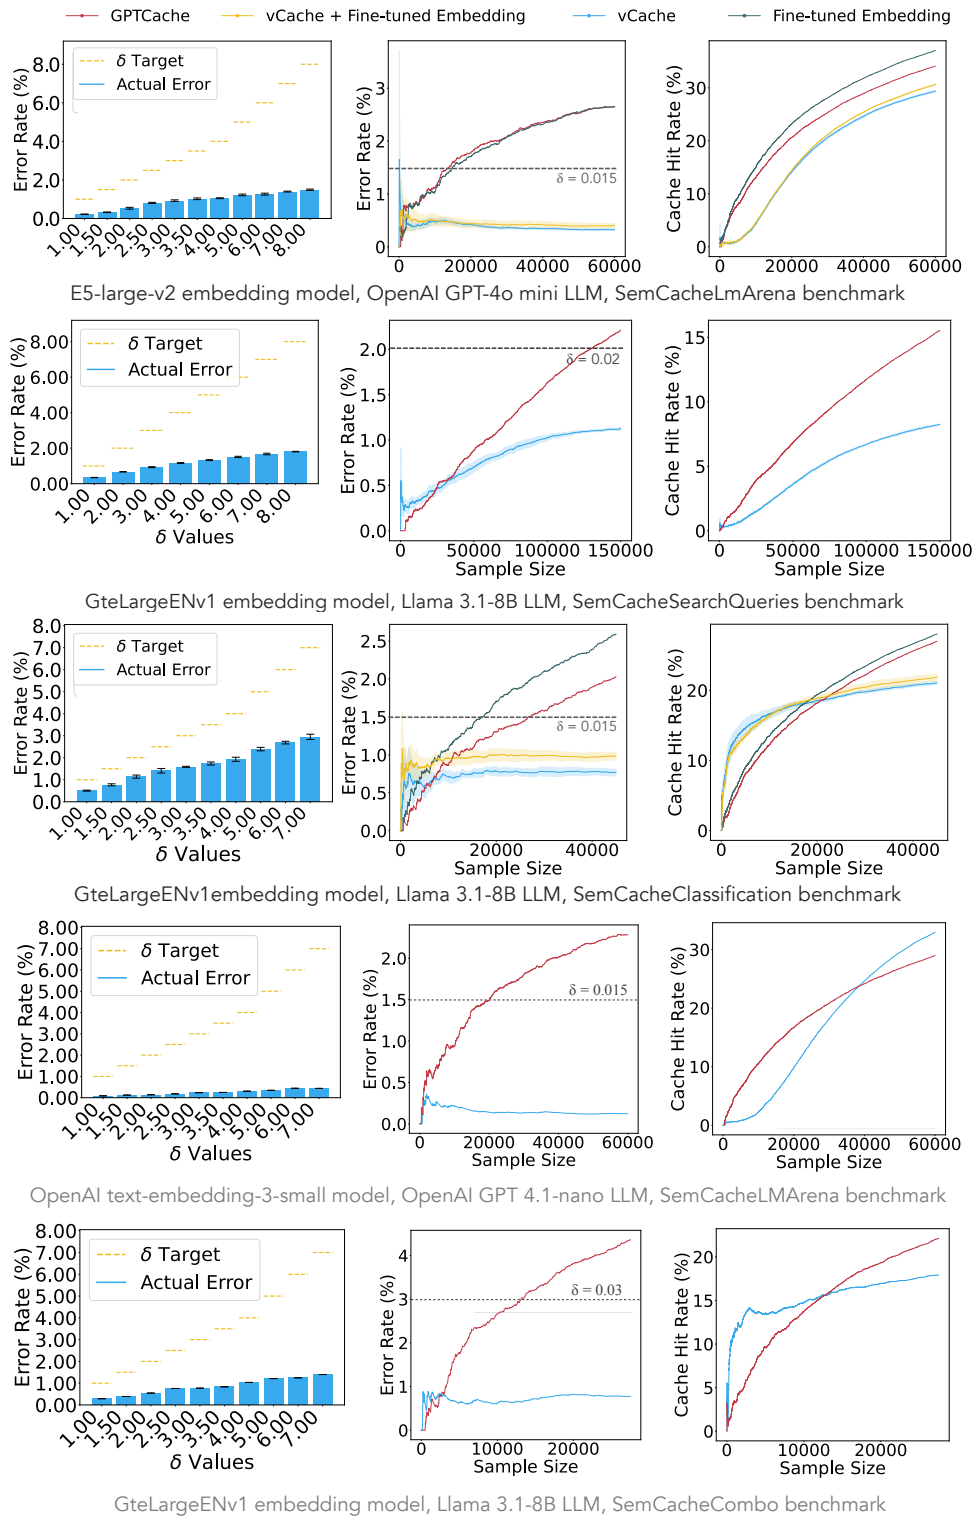 GPTCache vCache + Fine-tuned Embedding vCache Fine-tuned Embedding
Error Rate (%)
8.0
6.0
4.0
2.0
0.0
δ Target
Actual Error
1.00 1.50 2.00 2.50 3.00 3.50 4.00 5.00 6.00 7.00 8.00
Error Rate (%)
3
2
1
0
δ = 0.015
0 20000 40000 60000
Cache Hit Rate (%)
30
20
10
0
0 20000 40000 60000
E5-large-v2 embedding model, OpenAI GPT-4o mini LLM, SemCacheLmArena benchmark
Error Rate (%)
8.00
6.00
4.00
2.00
0.00
δ Target
Actual Error
1.00 2.00 3.00 4.00 5.00 6.00 7.00 8.00
δ Values
Error Rate (%)
2.0
1.5
1.0
0.5
0.0
δ = 0.02
0 50000 100000 150000
Sample Size
Cache Hit Rate (%)
15
10
5
0
0 50000 100000 150000
Sample Size
GteLargeENv1 embedding model, Llama 3.1-8B LLM, SemCacheSearchQueries benchmark
Error Rate (%)
8.0
7.0
6.0
5.0
4.0
3.0
2.0
1.0
0.0
δ Target
Actual Error
1.00 1.50 2.00 2.50 3.00 3.50 4.00 5.00 6.00 7.00
δ Values
Error Rate (%)
2.5
2.0
1.5
1.0
0.5
0.0
δ = 0.015
0 20000 40000
Sample Size
Cache Hit Rate (%)
20
10
0
0 20000 40000
Sample Size
GteLargeENv1embedding model, Llama 3.1-8B LLM, SemCacheClassification benchmark
Error Rate (%)
8.00
7.00
6.00
5.00
4.00
3.00
2.00
1.00
0.00
δ Target
Actual Error
1.00 1.50 2.00 2.50 3.00 3.50 4.00 5.00 6.00 7.00
Error Rate (%)
2.0
1.5
1.0
0.5
0.0
δ = 0.015
0 20000 40000 60000
Cache Hit Rate (%)
30
20
10
0
0 20000 40000 60000
OpenAI text-embedding-3-small model, OpenAI GPT 4.1-nano LLM, SemCacheLMArena benchmark
Error Rate (%)
8.00
7.00
6.00
5.00
4.00
3.00
2.00
1.00
0.00
δ Target
Actual Error
1.00 1.50 2.00 2.50 3.00 3.50 4.00 5.00 6.00 7.00
δ Values
Error Rate (%)
4
3
2
1
0
δ = 0.03
0 10000 20000
Sample Size
Cache Hit Rate (%)
20
15
10
5
0
0 10000 20000
Sample Size
GteLargeENv1 embedding model, Llama 3.1-8B LLM, SemCacheCombo benchmark